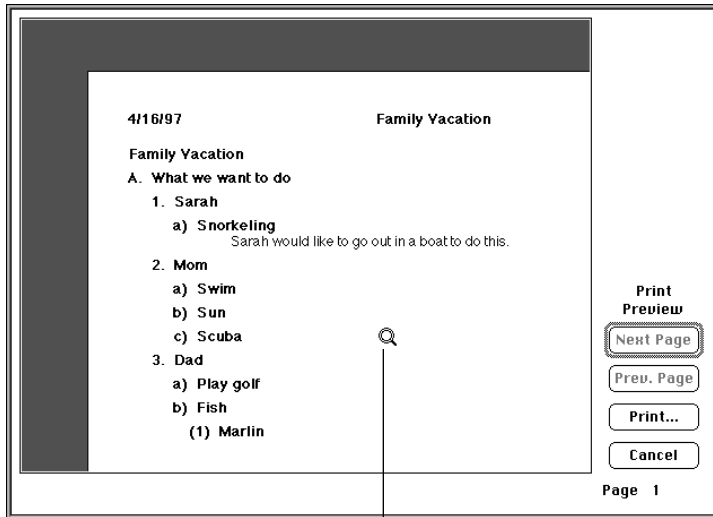 4/16/97 Family Vacation
Family Vacation
A. What we want to do
1. Sarah
a) Snorkeling
Sarah would like to go out in a boat to do this.
2. Mom
a) Swim
b) Sun
c) Scuba
3. Dad
a) Play golf
b) Fish
(1) Marlin
Print
Preview
Next Page
Prev. Page
Print...
Cancel
Page 1